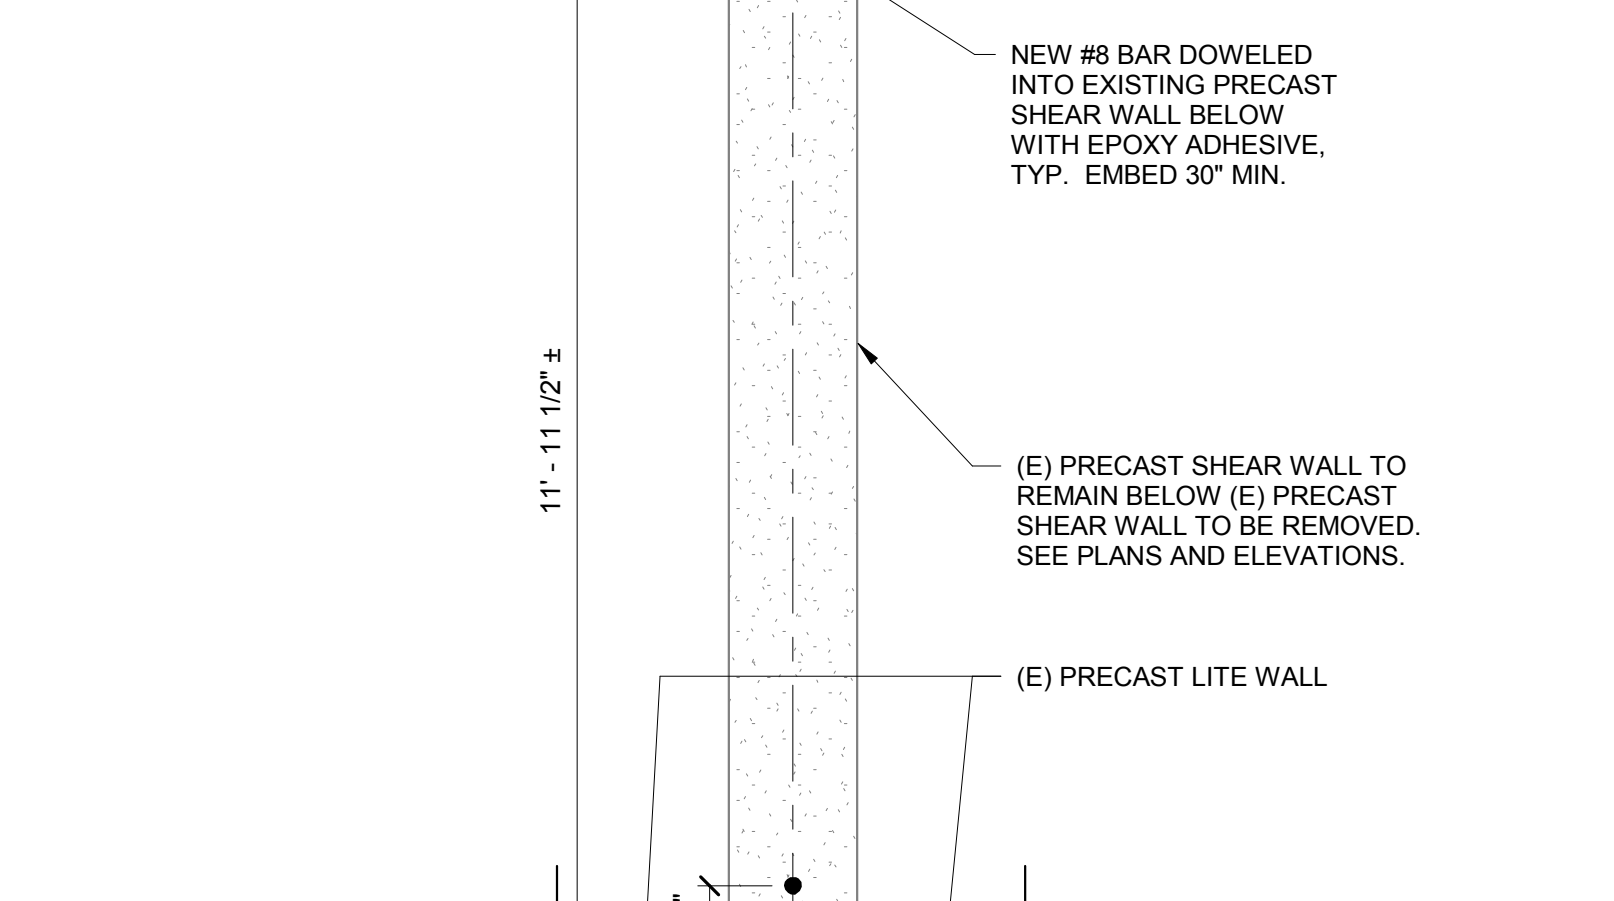 NEW #8 BAR DOWELED
INTO EXISTING PRECAST
SHEAR WALL BELOW
WITH EPOXY ADHESIVE,
TYP.  EMBED 30" MIN.
11' - 11 1/2" ±
(E) PRECAST SHEAR WALL TO
REMAIN BELOW (E) PRECAST
SHEAR WALL TO BE REMOVED.
SEE PLANS AND ELEVATIONS.
(E) PRECAST LITE WALL
"